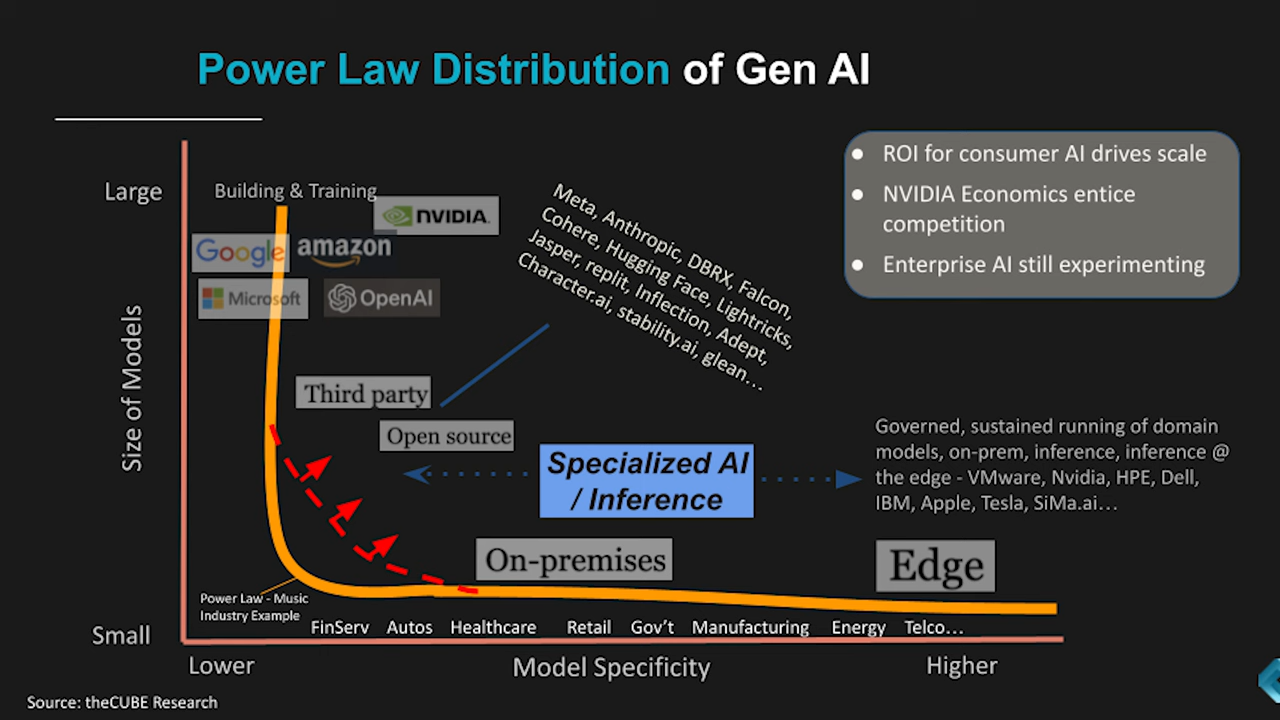 Power Law Distribution of Gen AI
Large
Building & Training
NVIDIA.
Google
amazon
Microsoft
OpenAI
Meta, Anthropic, DBRX, Falcon,
Cohere, Hugging Face, Lightricks,
Jasper, replit, Inflection, Adept,
Character.ai, stability.ai, glean...
● ROI for consumer AI drives scale
● NVIDIA Economics entice
competition
● Enterprise AI still experimenting
Size of Models
Third party
Open source
Specialized AI
/ Inference
Governed, sustained running of domain
models, on-prem, inference, inference @
the edge - VMware, Nvidia, HPE, Dell,
IBM, Apple, Tesla, SiMa.ai...
On-premises
Edge
Power Law - Music
Industry Example
FinServ Autos Healthcare Retail Gov't Manufacturing Energy Telco...
Small
Lower
Model Specificity
Higher
Source: theCUBE Research